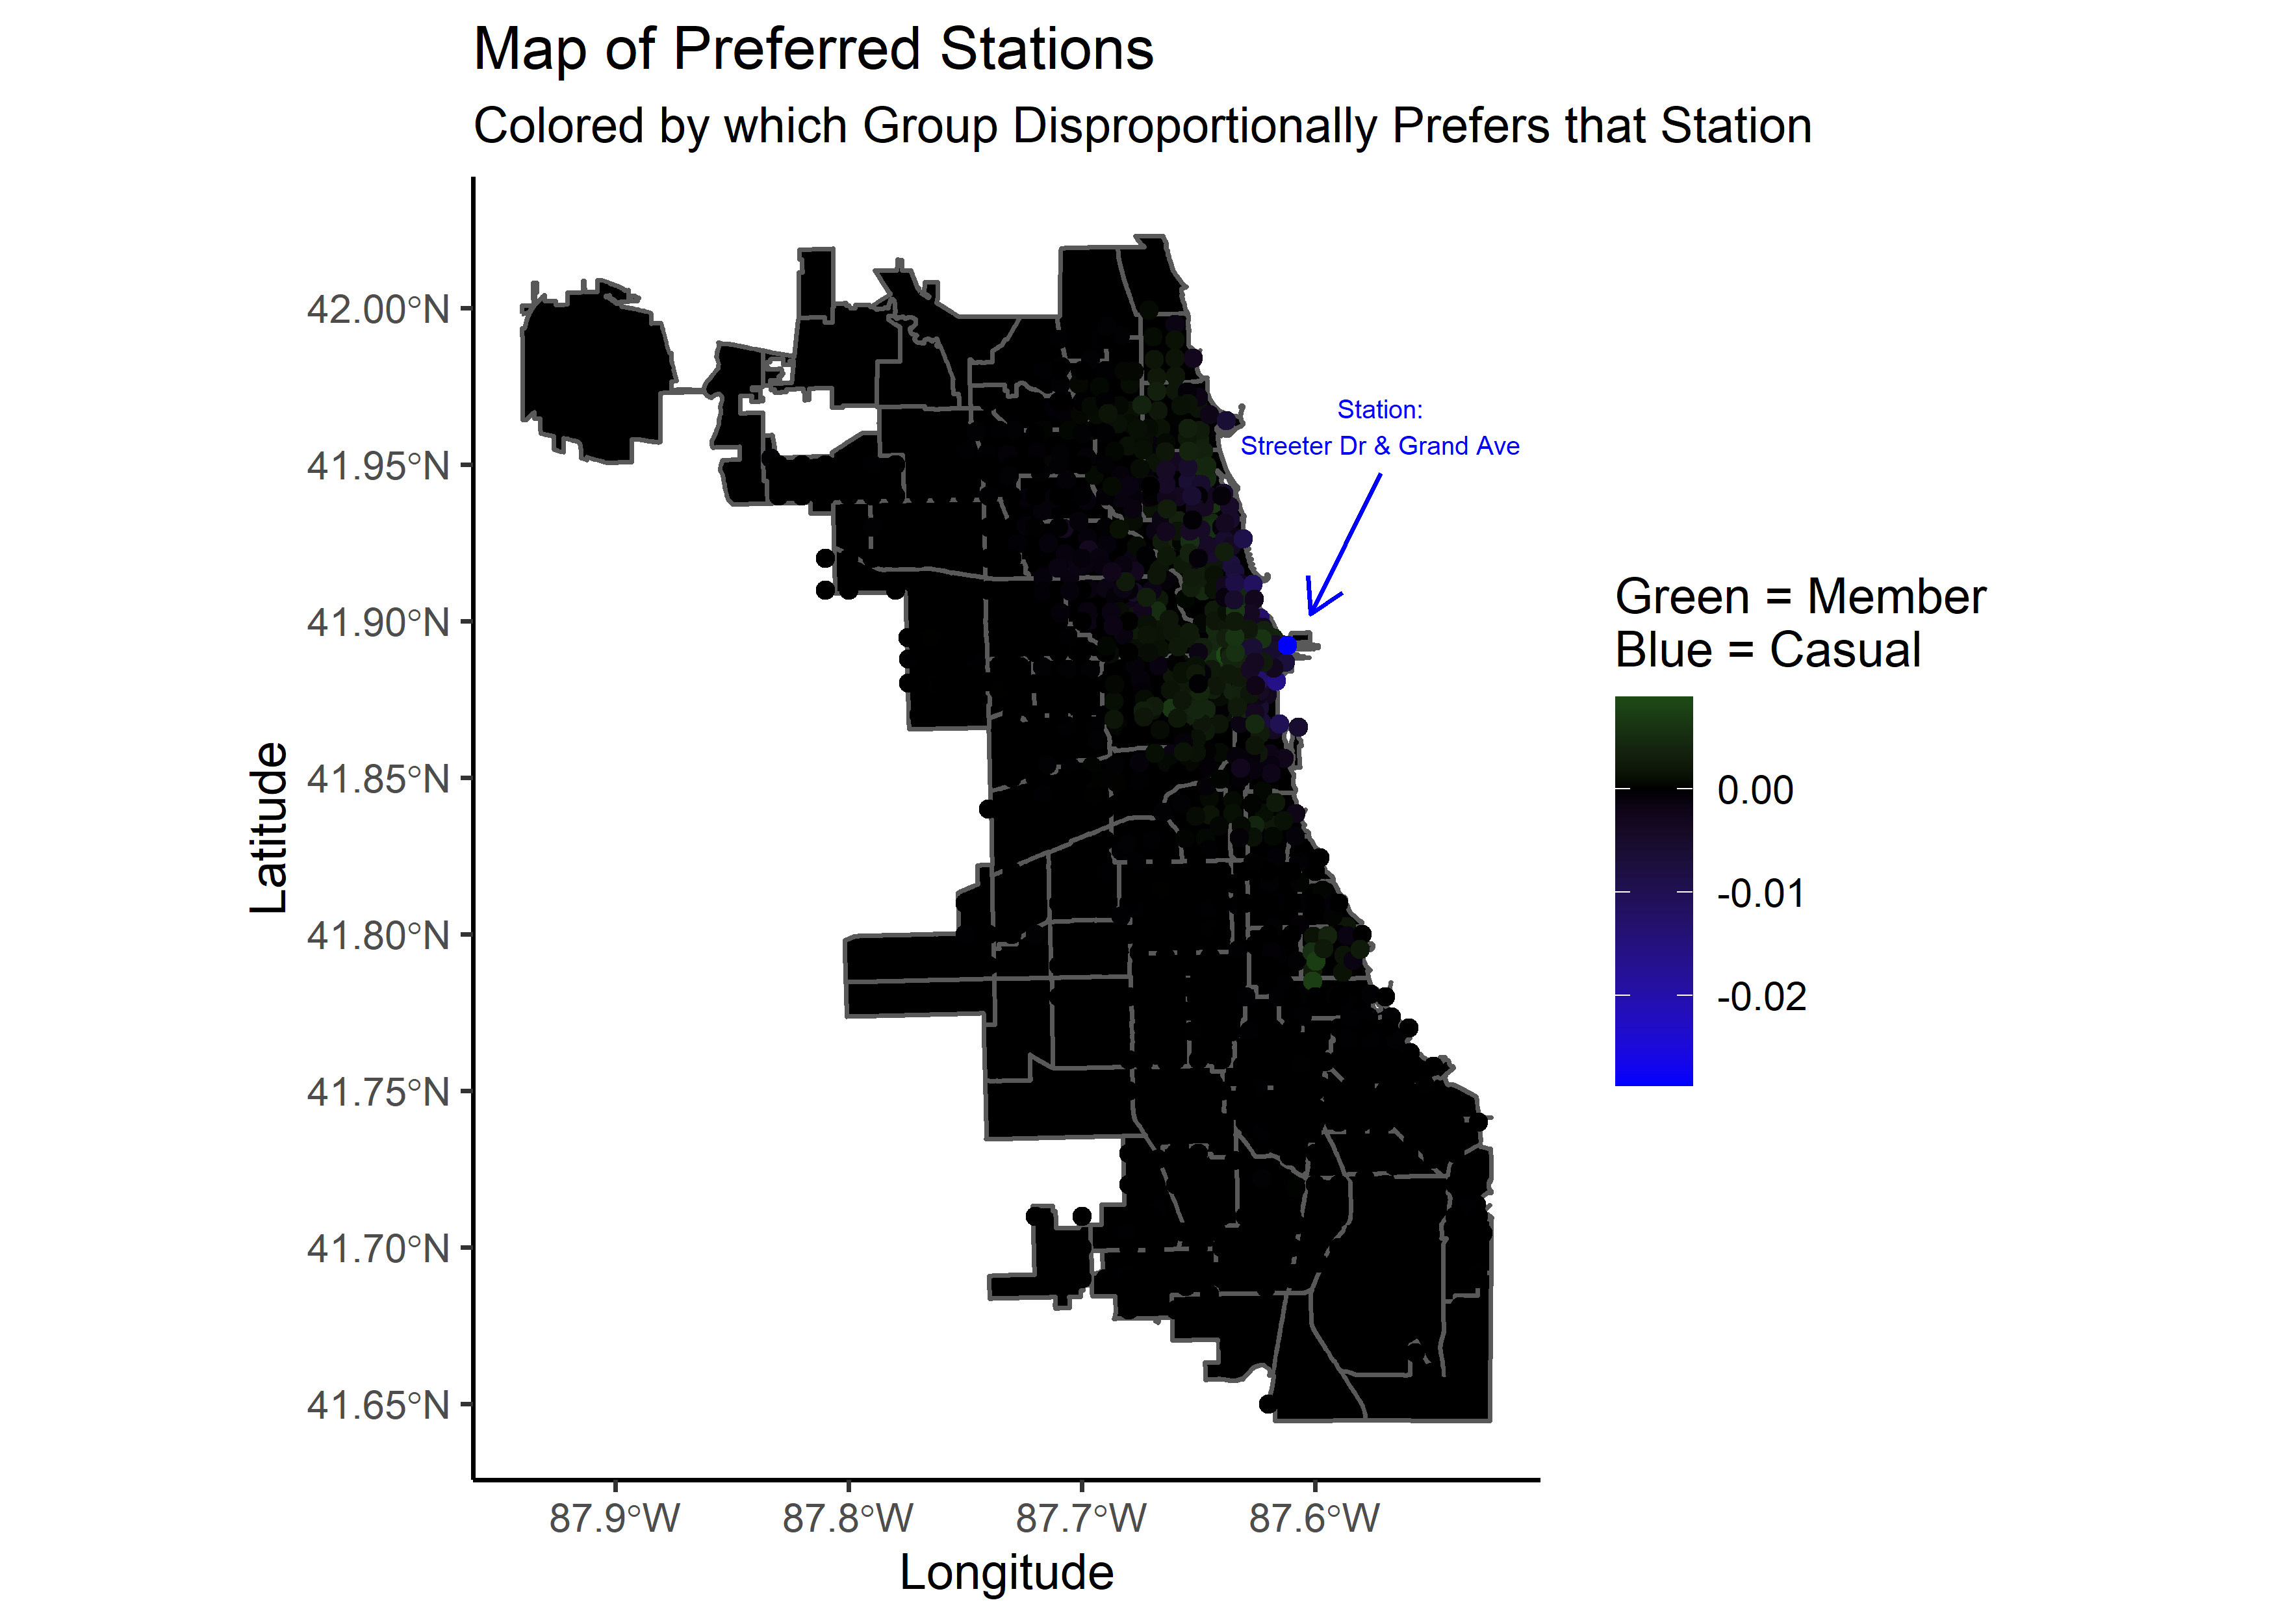 Map of Preferred Stations
Colored by which Group Disproportionally Prefers that Station
42.00°N
41.95°N
41.90°N
41.85°N
41.80°N
41.75°N
41.70°N
41.65°N
Latitude
Station:
Streeter Dr & Grand Ave
Green = Member
Blue = Casual
0.00
-0.01
-0.02
87.9°W
87.8°W
87.7°W
87.6°W
Longitude